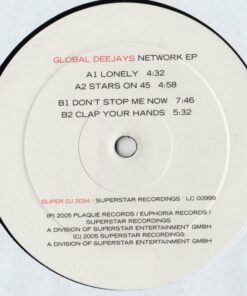 GLOBAL DEEJAYS NETWORK EP
A1 LONELY 4:32
A2 STARS ON 45 4:58
B1 DON'T STOP ME NOW 7:46
B2 CLAP YOUR HANDS 5:32
SUPER DJ 3034 · SUPERSTAR RECORDINGS · LC 00999
(P) 2005 PLAQUE RECORDS / EUPHORIA RECORDS /
SUPERSTAR RECORDINGS
A DIVISION OF SUPERSTAR ENTERTAINMENT GMBH
(C) 2005 SUPERSTAR RECORDINGS
A DIVISION OF SUPERSTAR ENTERTAINMENT GMBH